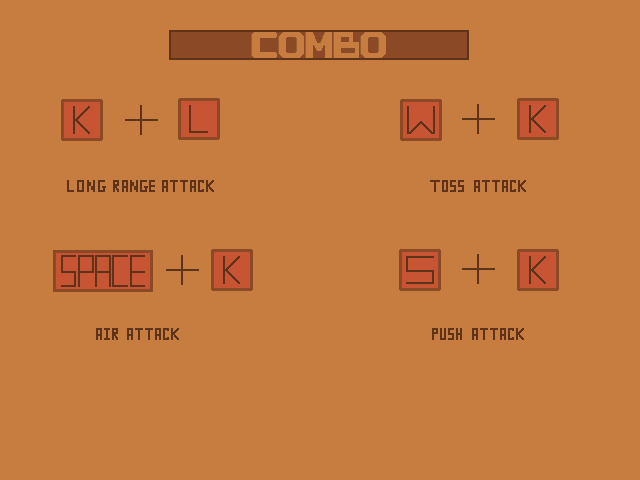 COMBO
K + L
LONG RANGE ATTACK
W + K
TOSS ATTACK
SPACE + K
AIR ATTACK
S + K
PUSH ATTACK